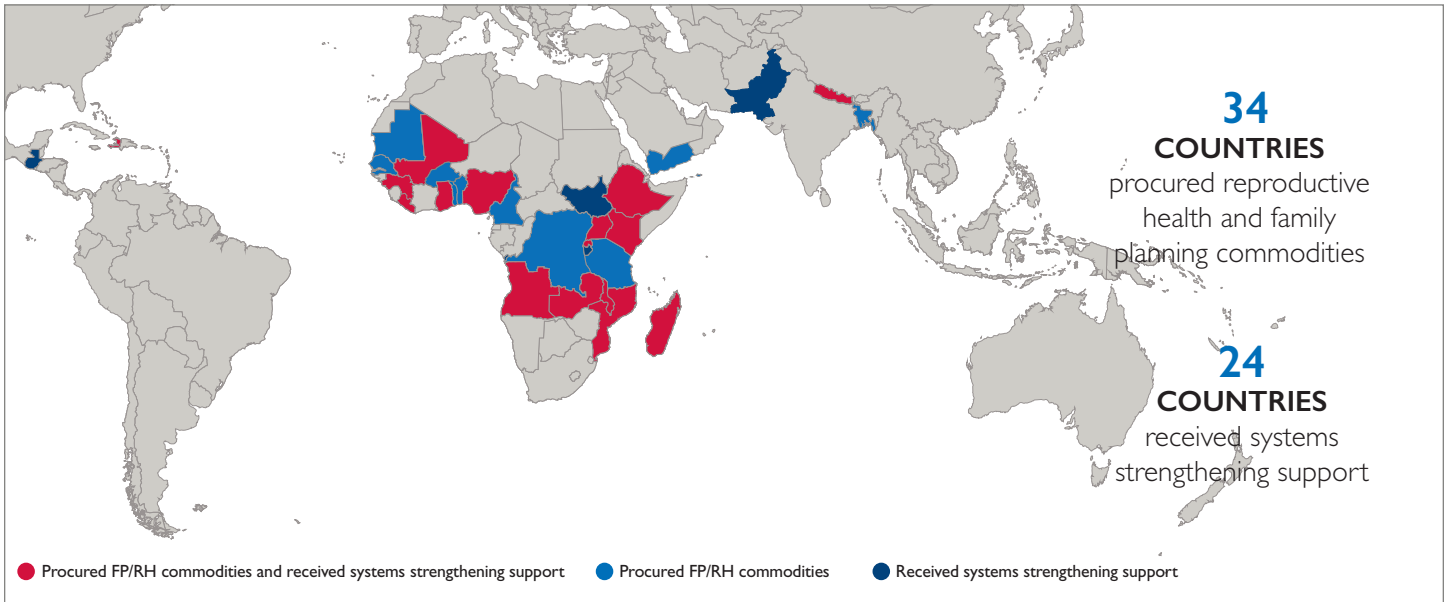 34
COUNTRIES
procured reproductive
health and family
planning commodities
24
COUNTRIES
received systems
strengthening support
Procured FP/RH commodities and received systems strengthening support
Procured FP/RH commodities
Received systems strengthening support